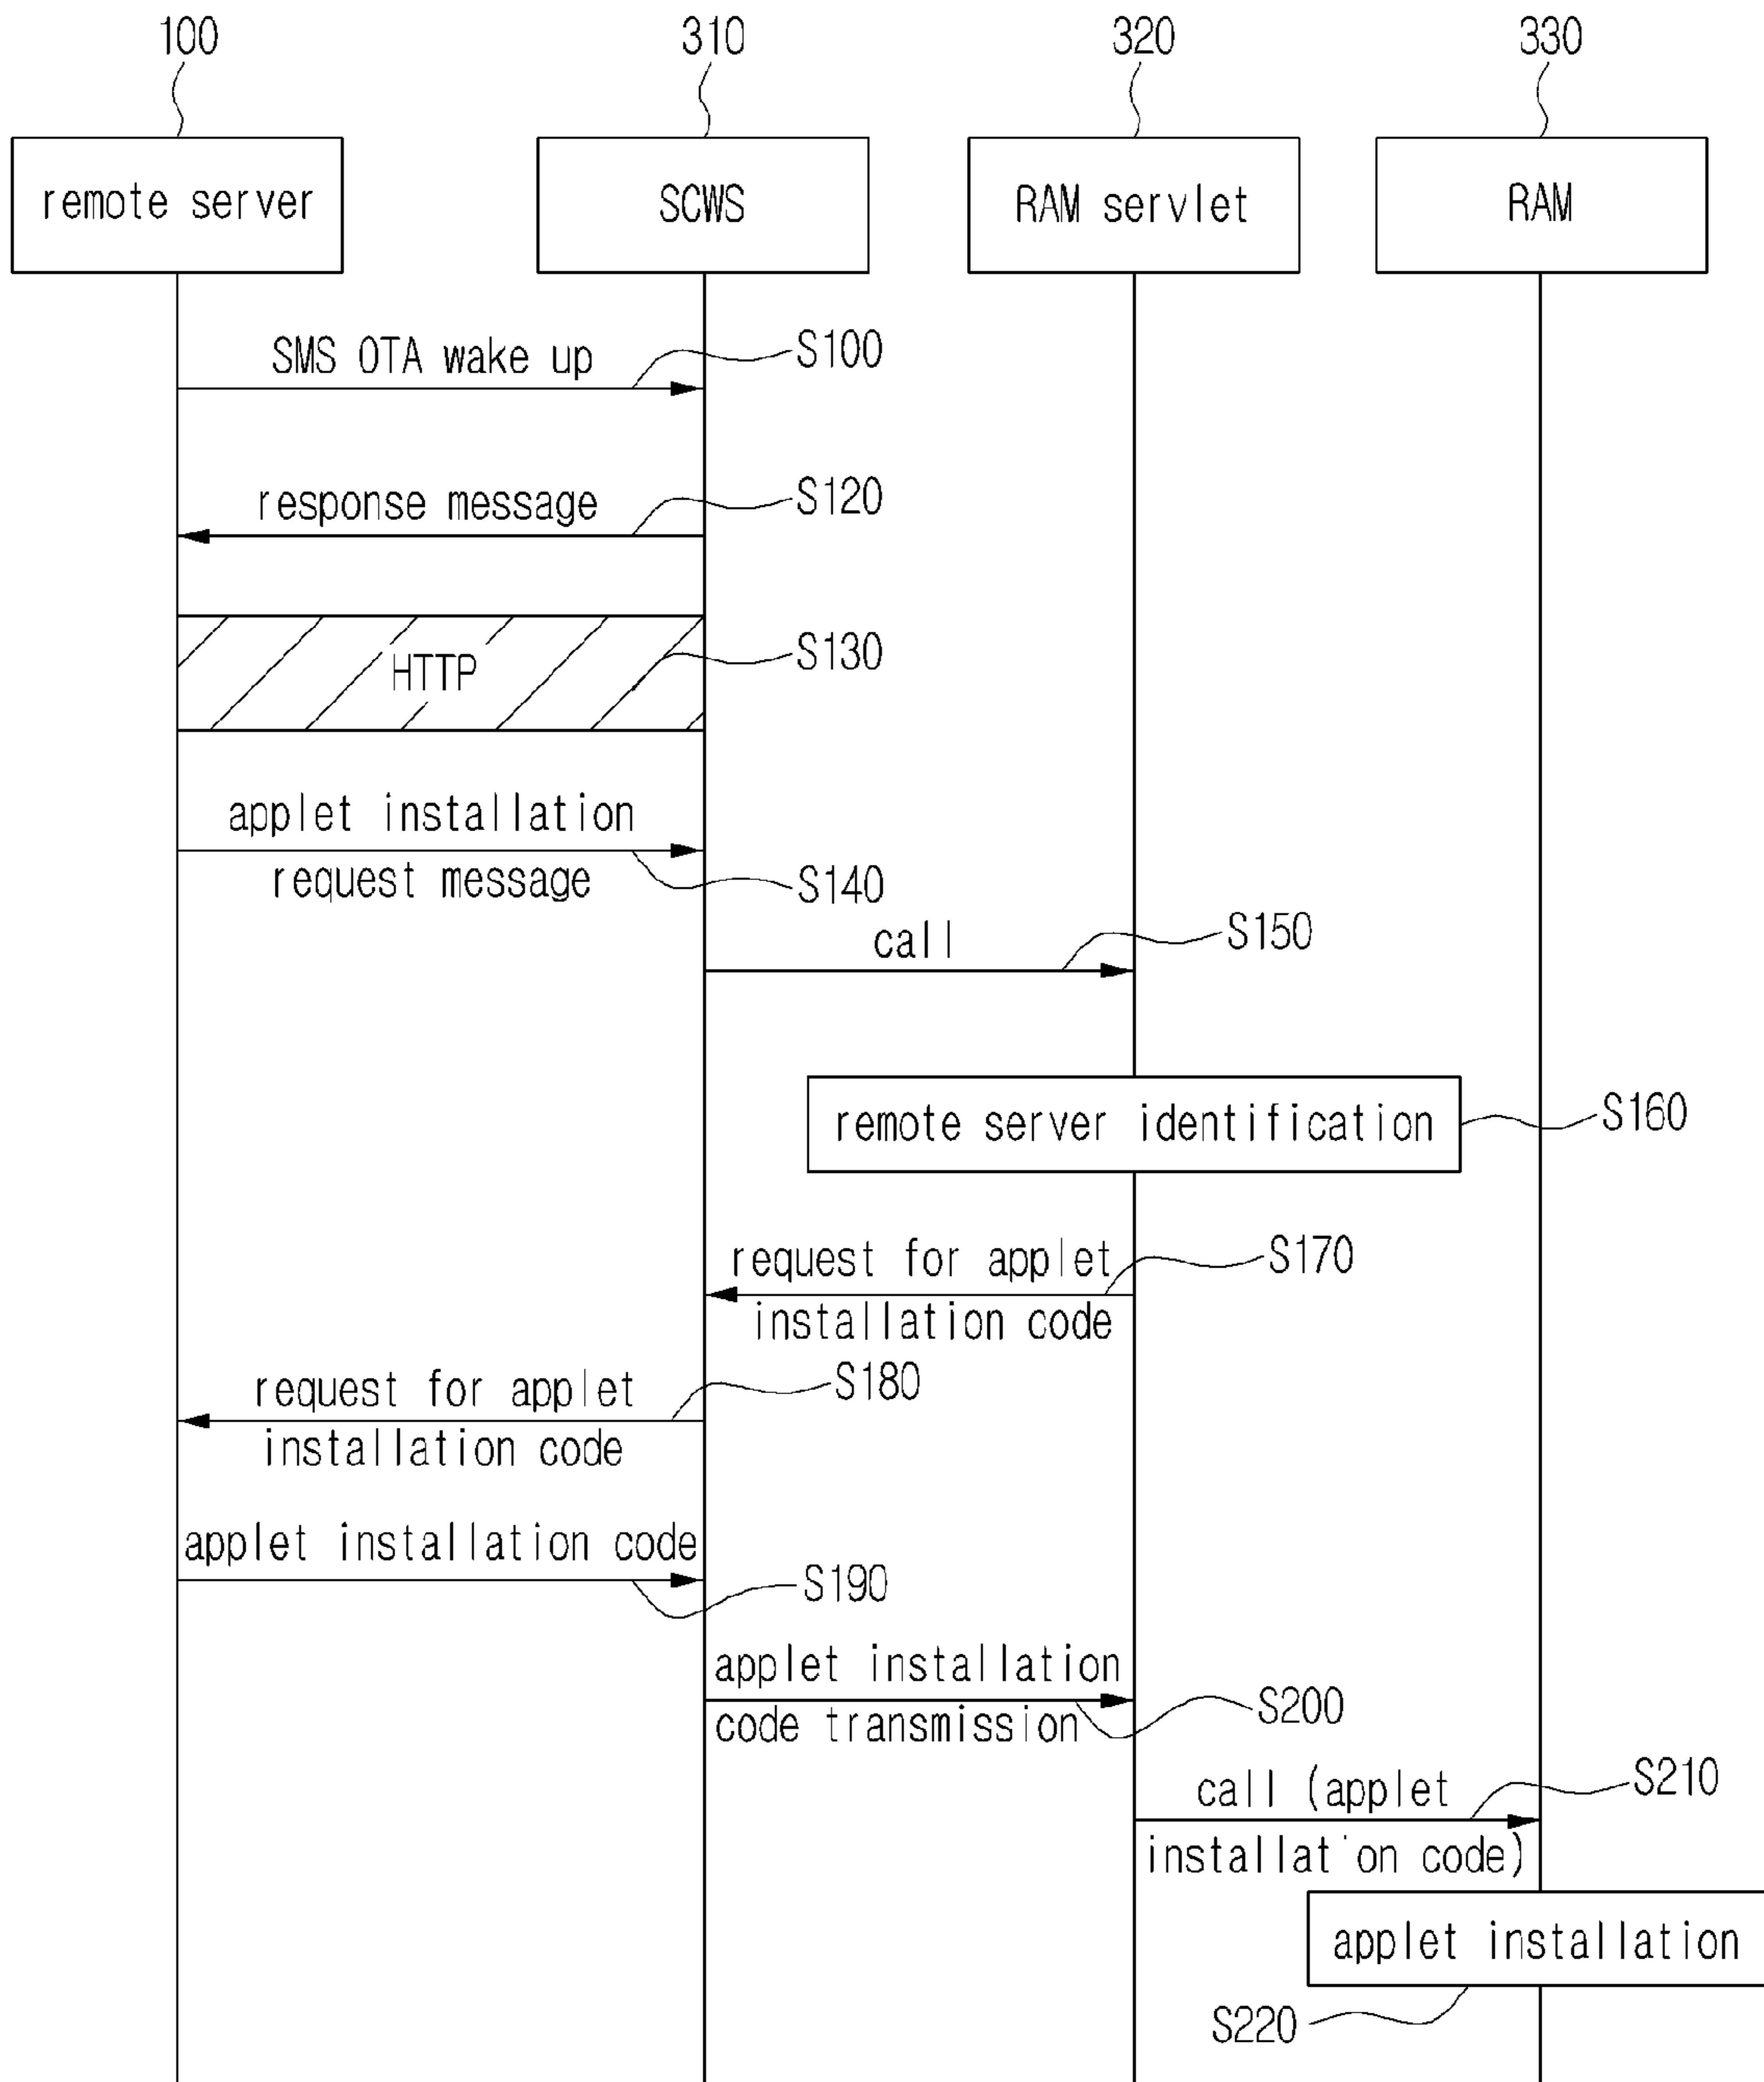 100
310
320
330
remote server
SCWS
RAM servlet
RAM
SMS OTA wake up
S100
response message
S120
HTTP
S130
applet installation
request message
S140
call
S150
remote server identification
S160
request for applet
installation code
S170
request for applet
installation code
S180
applet installation code
S190
applet installation
code transmission
S200
call (applet
installation code)
S210
applet installation
S220